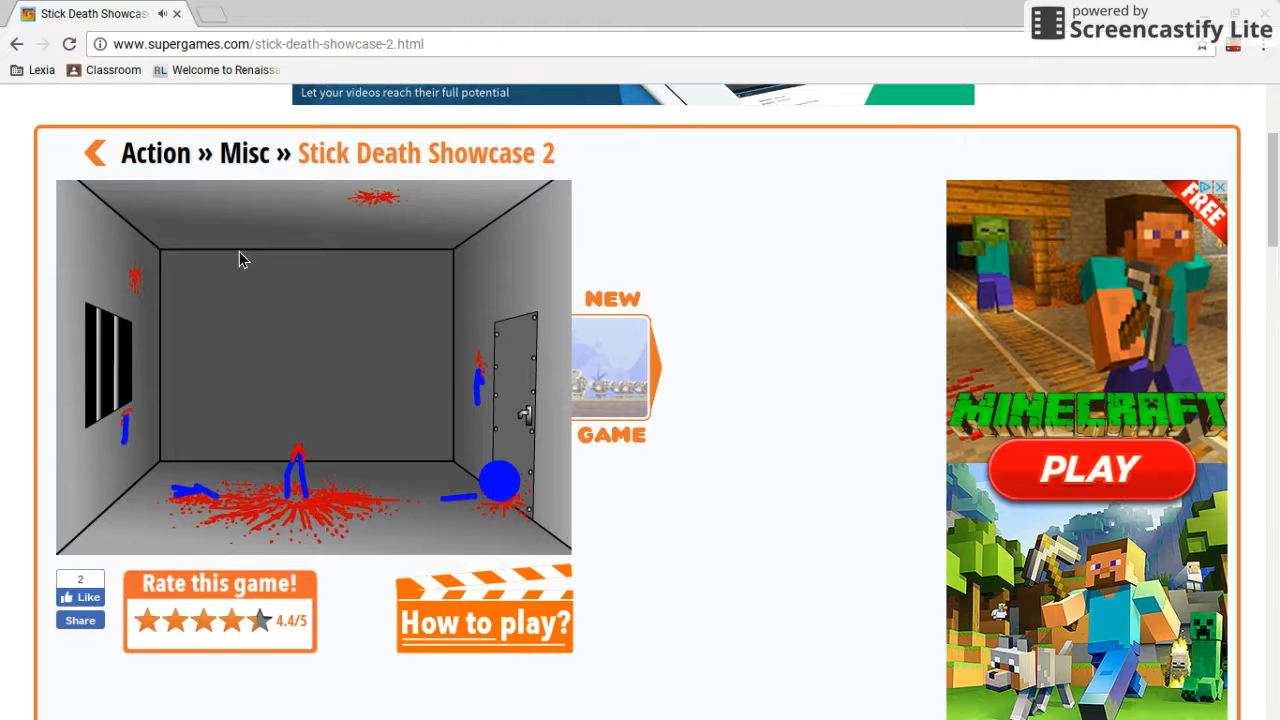 Stick Death Showcase
powered by
Screencastify Lite
www.supergames.com/stick-death-showcase-2.html
Lexia
Classroom
RL Welcome to Renaissa
Let your videos reach their full potential
Action » Misc » Stick Death Showcase 2
FREE
NEW
GAME
MINECRAFT
PLAY
2
Like
Share
Rate this game!
4.4/5
How to play?